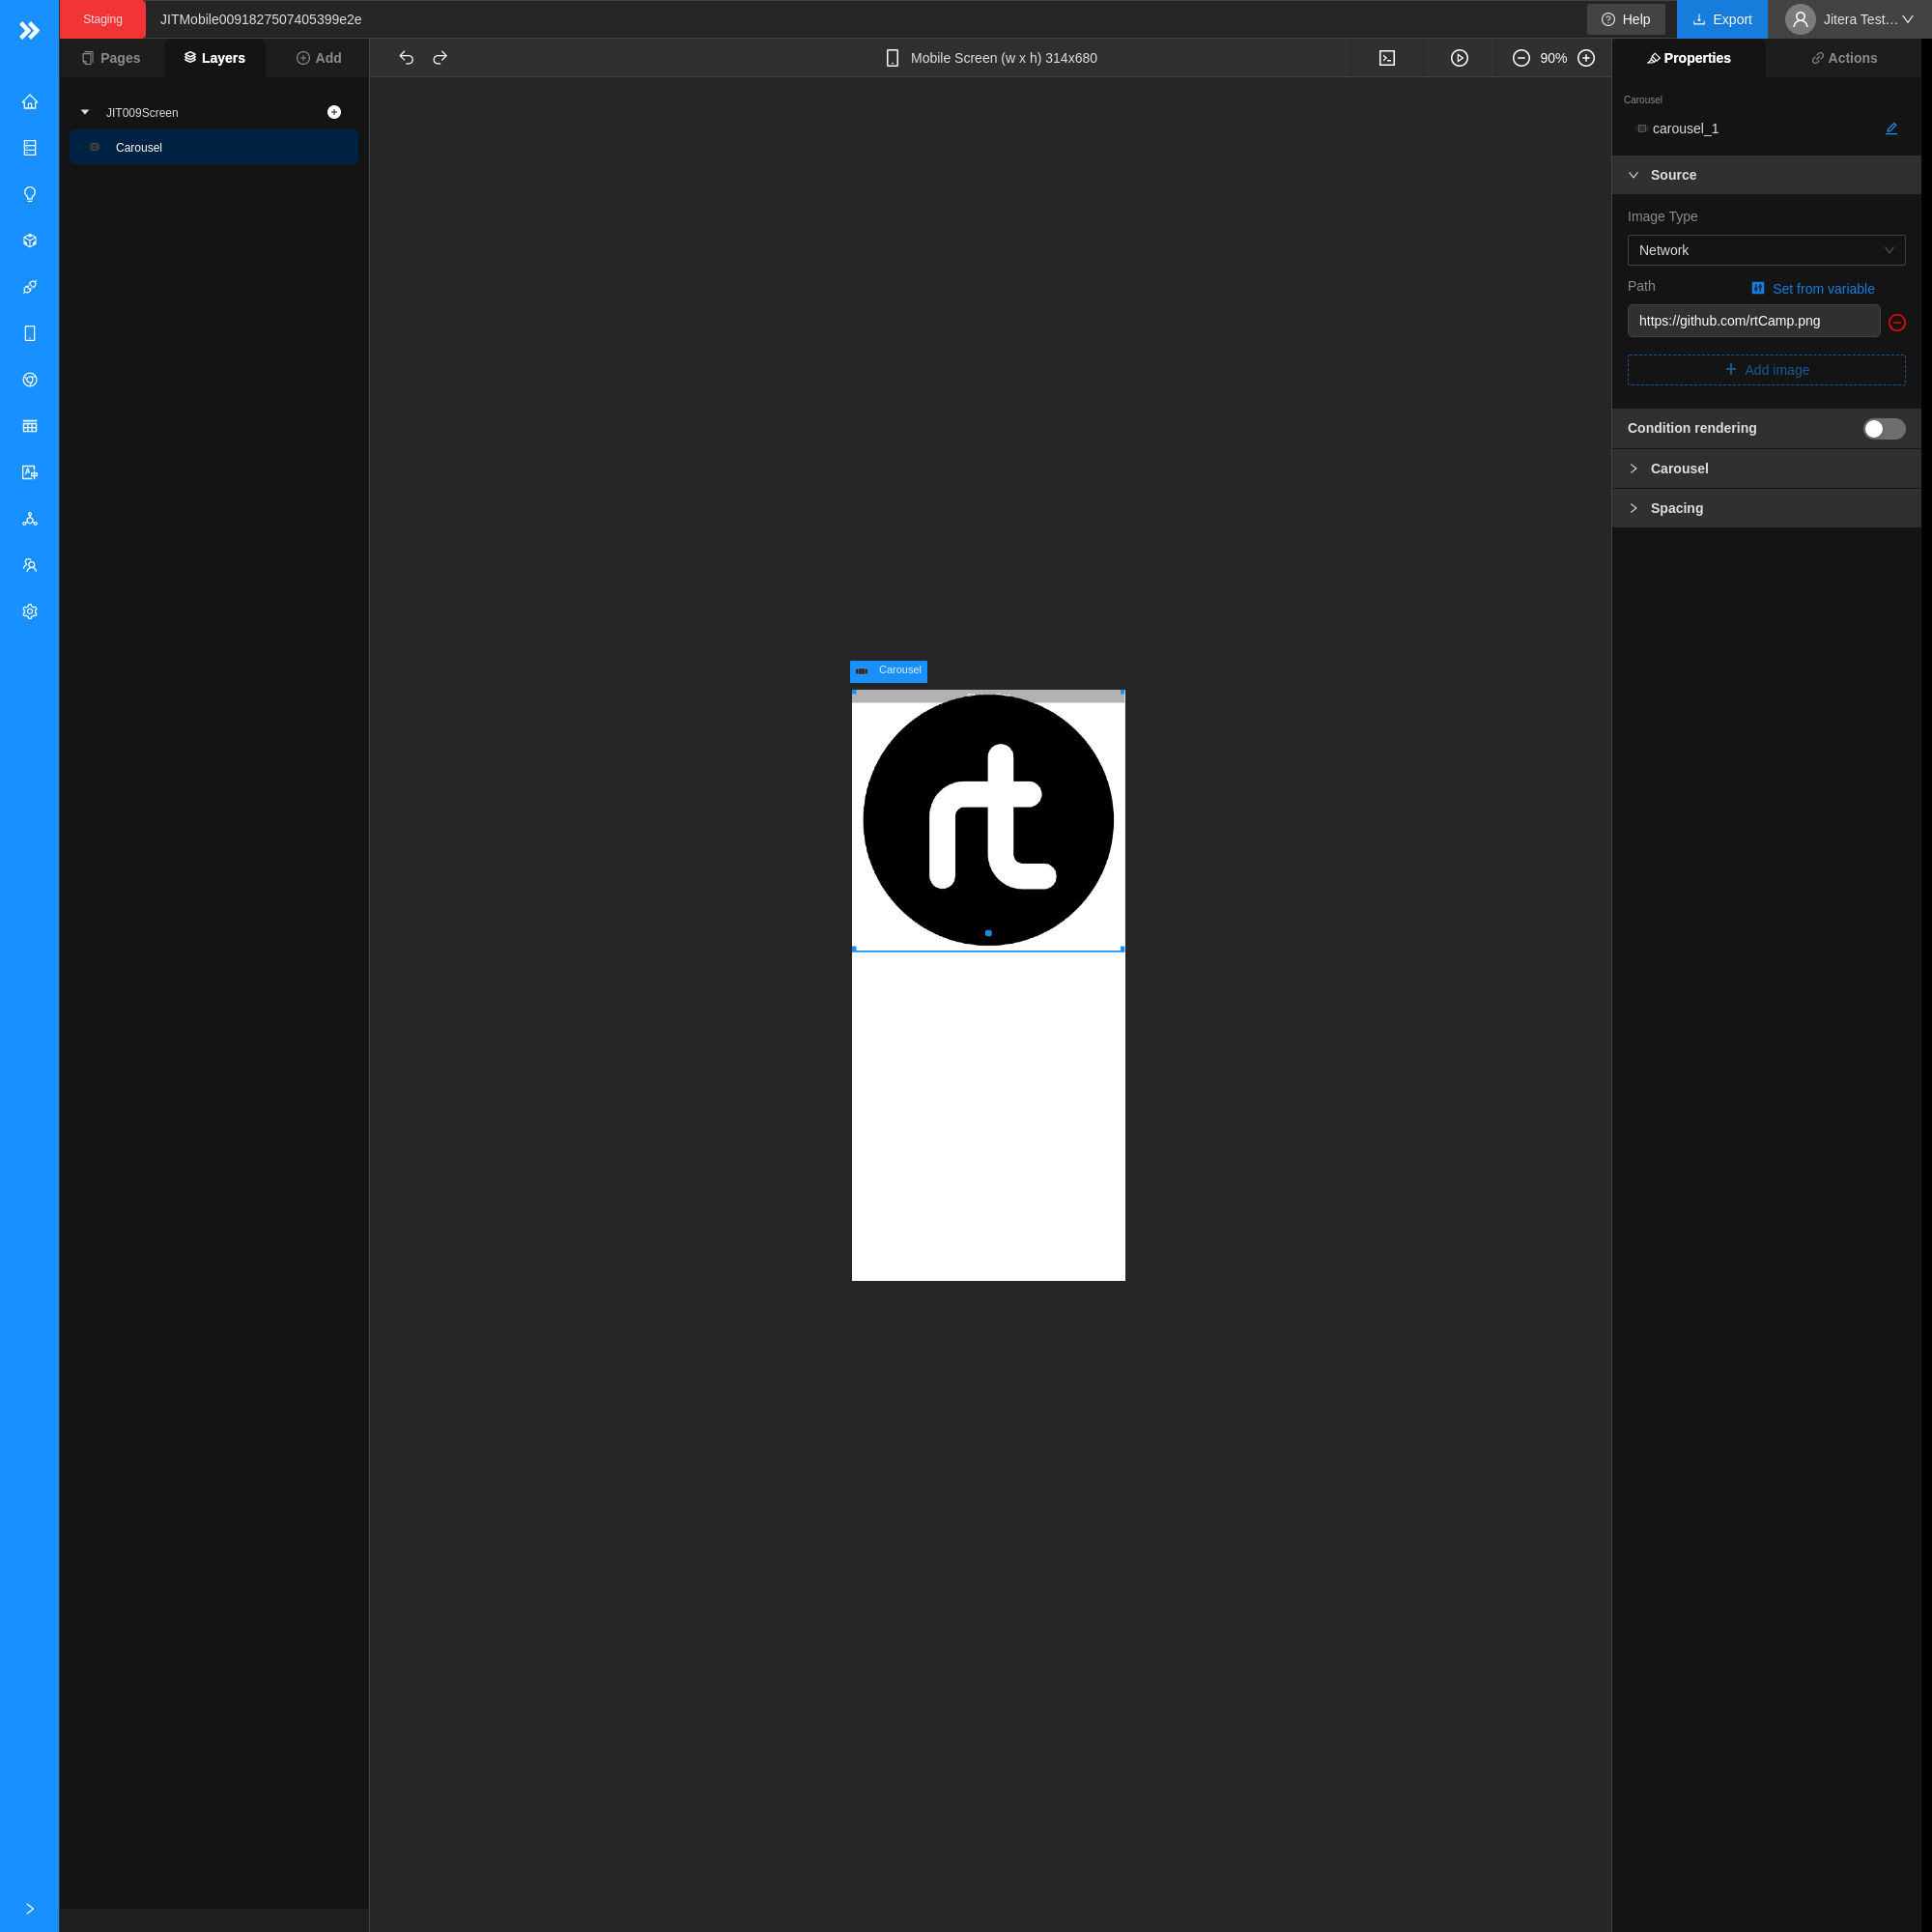 Staging
JITMobile0091827507405399e2e
Help
Export
Jitera Test…
Pages
Layers
Add
Mobile Screen (w x h) 314x680
90%
Properties
Actions
JIT009Screen
Carousel
Carousel
carousel_1
Source
Image Type
Network
Path
Set from variable
https://github.com/rtCamp.png
Add image
Condition rendering
Carousel
Spacing
Carousel
rt